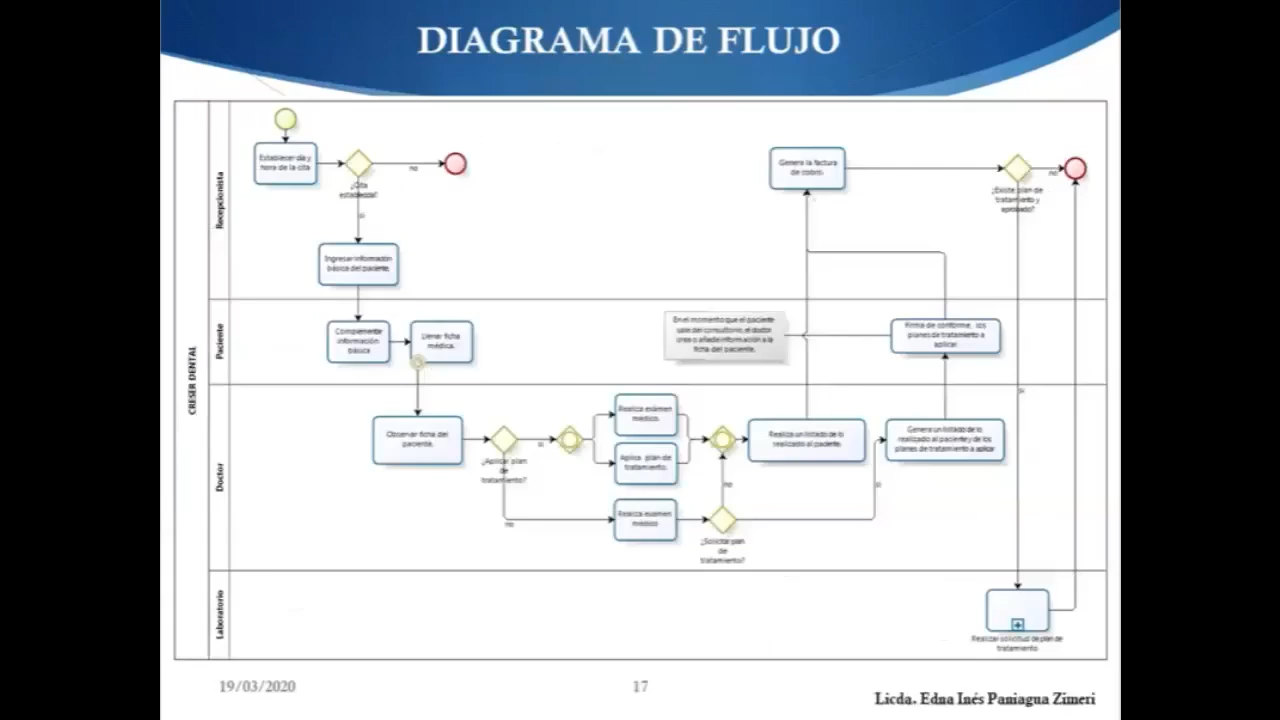 DIAGRAMA DE FLUJO
CRESER DENTAL
Recepcionista
Establecer día y
hora de la cita
¿Cita
establecida?
no
si
Ingresar información
básica del paciente.
Genera la factura
de cobro.
¿Existe plan de
tratamiento y
aprobado?
no
si
Paciente
Complementa
información
básica
Llenar ficha
médica.
En el momento que el paciente
sale del consultorio, el doctor
crea o añade información a la
ficha del paciente.
Firma de conforme, los
planes de tratamiento a
aplicar
Doctor
Observar ficha del
paciente.
¿Aplicar plan
de
tratamiento?
si
no
Realiza exámen
medico.
Aplica plan de
tratamiento.
Realiza examen
médico
¿Solicitar plan
de
tratamiento?
no
si
Realiza un listado de lo
realizado al paciente.
Genera un listado de lo
realizado al paciente y de los
planes de tratamiento a aplicar
Laboratorio
Realizar solicitud de plan de
tratamiento
19/03/2020
17
Licda. Edna Inés Paniagua Zimeri